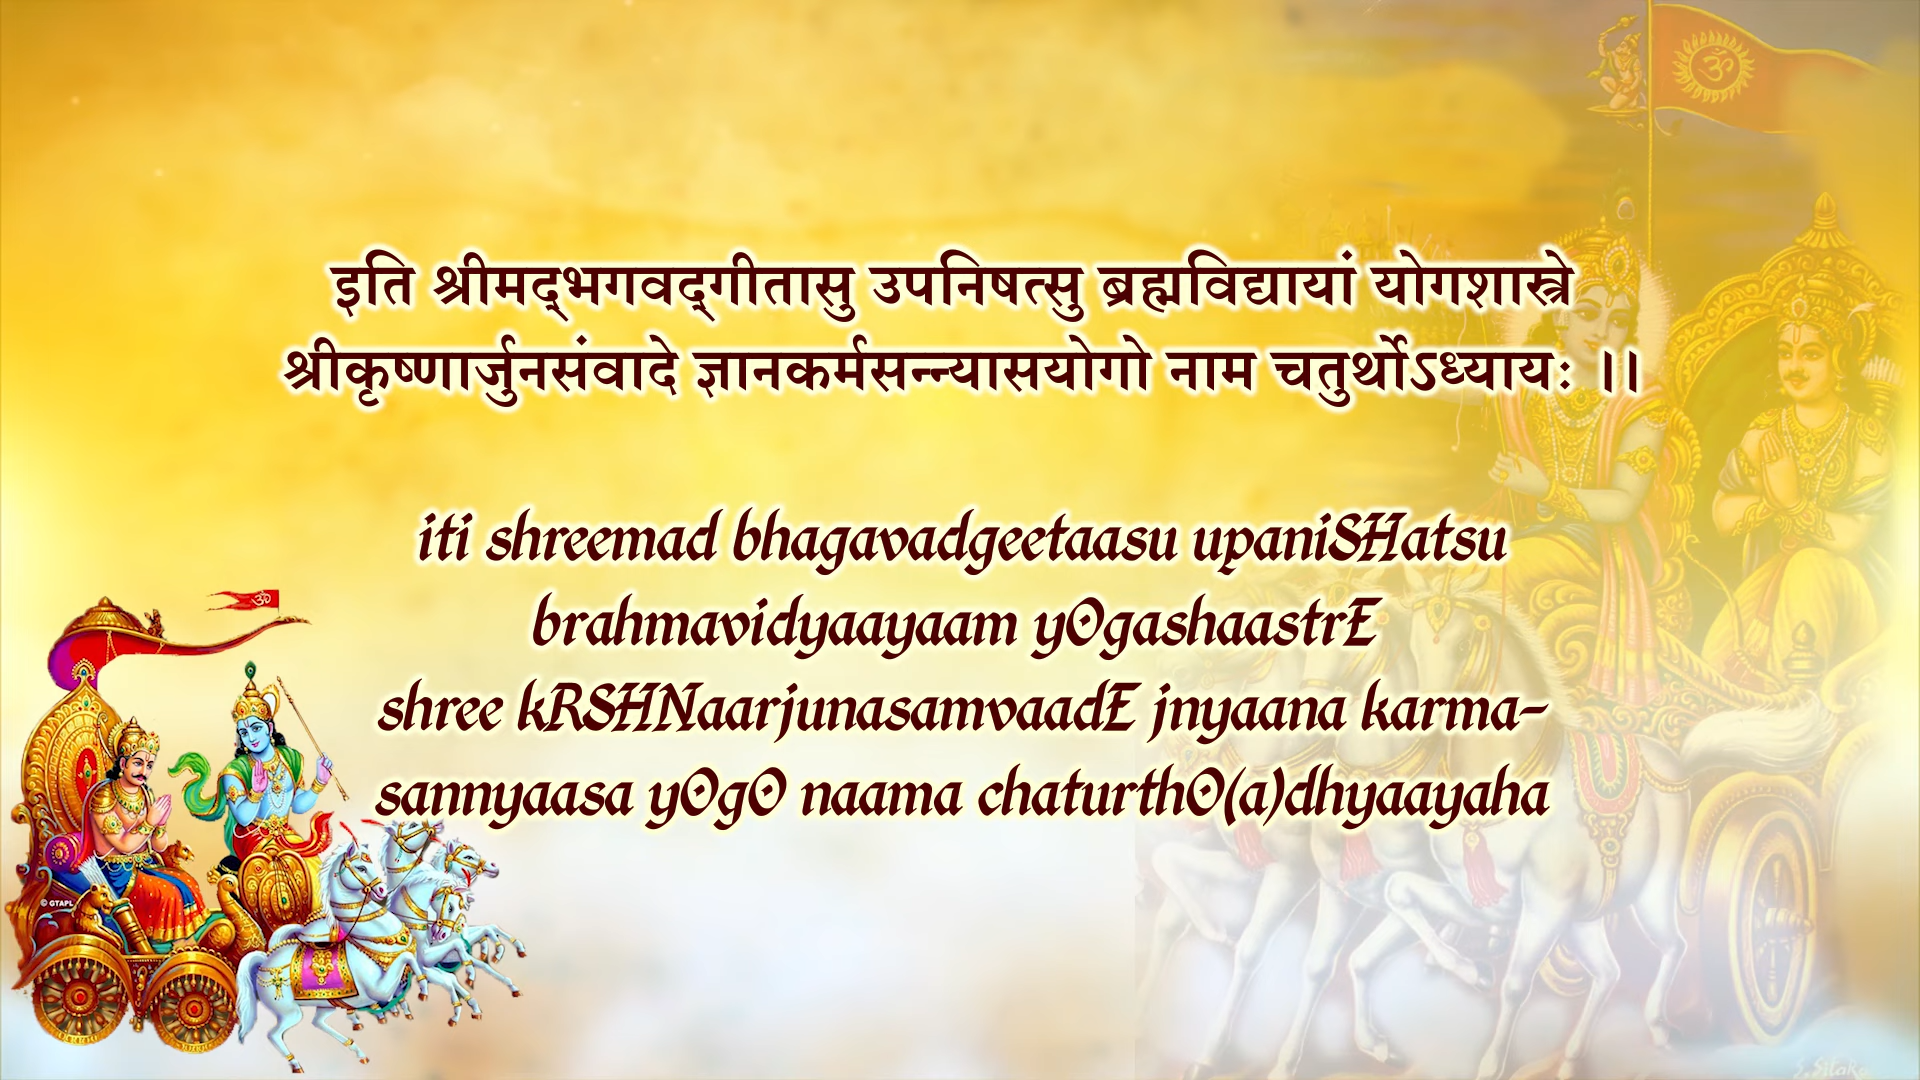 इति श्रीमद्‌भगवद्‌गीतासु उपनिषत्सु ब्रह्मविद्यायां योगशास्त्रे
श्रीकृष्णार्जुनसंवादे ज्ञानकर्मसन्न्यासयोगो नाम चतुर्थोऽध्यायः ।।
iti shreemad bhagavadgeetaasu upaniSHatsu
brahmavidyaayaam yOgashaastrE
shree kRSHNaarjunasamvaadE jnyaana karma-
sannyaasa yOgO naama chaturthO(a)dhyaayaha
ॐ
ॐ
© GTAPL